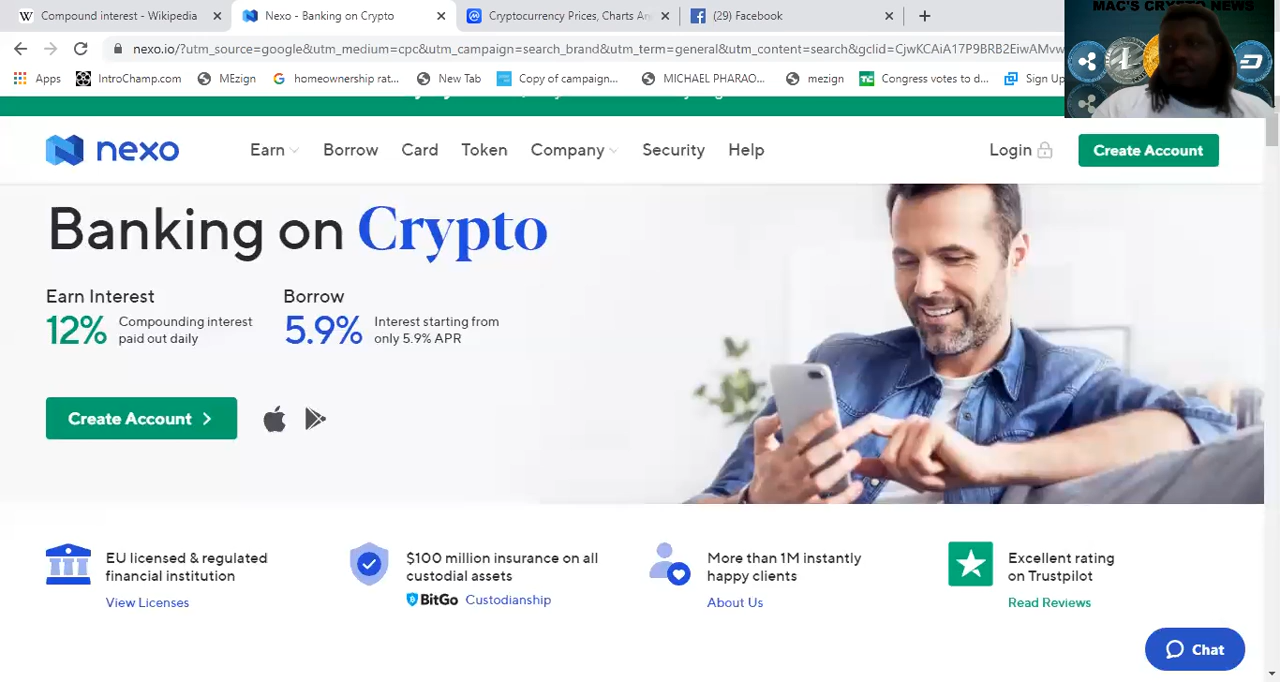 Compound interest - Wikipedia
Nexo - Banking on Crypto
Cryptocurrency Prices, Charts An
(29) Facebook
MAC'S CRYPTO NEWS
nexo.io/?utm_source=google&utm_medium=cpc&utm_campaign=search_brand&utm_term=general&utm_content=search&gclid=CjwKCAiA17P9BRB2EiwAMvw
Apps
IntroChamp.com
MEzign
homeownership rat...
New Tab
Copy of campaign...
MICHAEL PHARAO...
mezign
Congress votes to d...
Sign Up
nexo
Earn
Borrow
Card
Token
Company
Security
Help
Login
Create Account
Banking on Crypto
Earn Interest
12%
Compounding interest
paid out daily
Borrow
5.9%
Interest starting from
only 5.9% APR
Create Account
EU licensed & regulated
financial institution
View Licenses
$100 million insurance on all
custodial assets
BitGo Custodianship
More than 1M instantly
happy clients
About Us
Excellent rating
on Trustpilot
Read Reviews
Chat